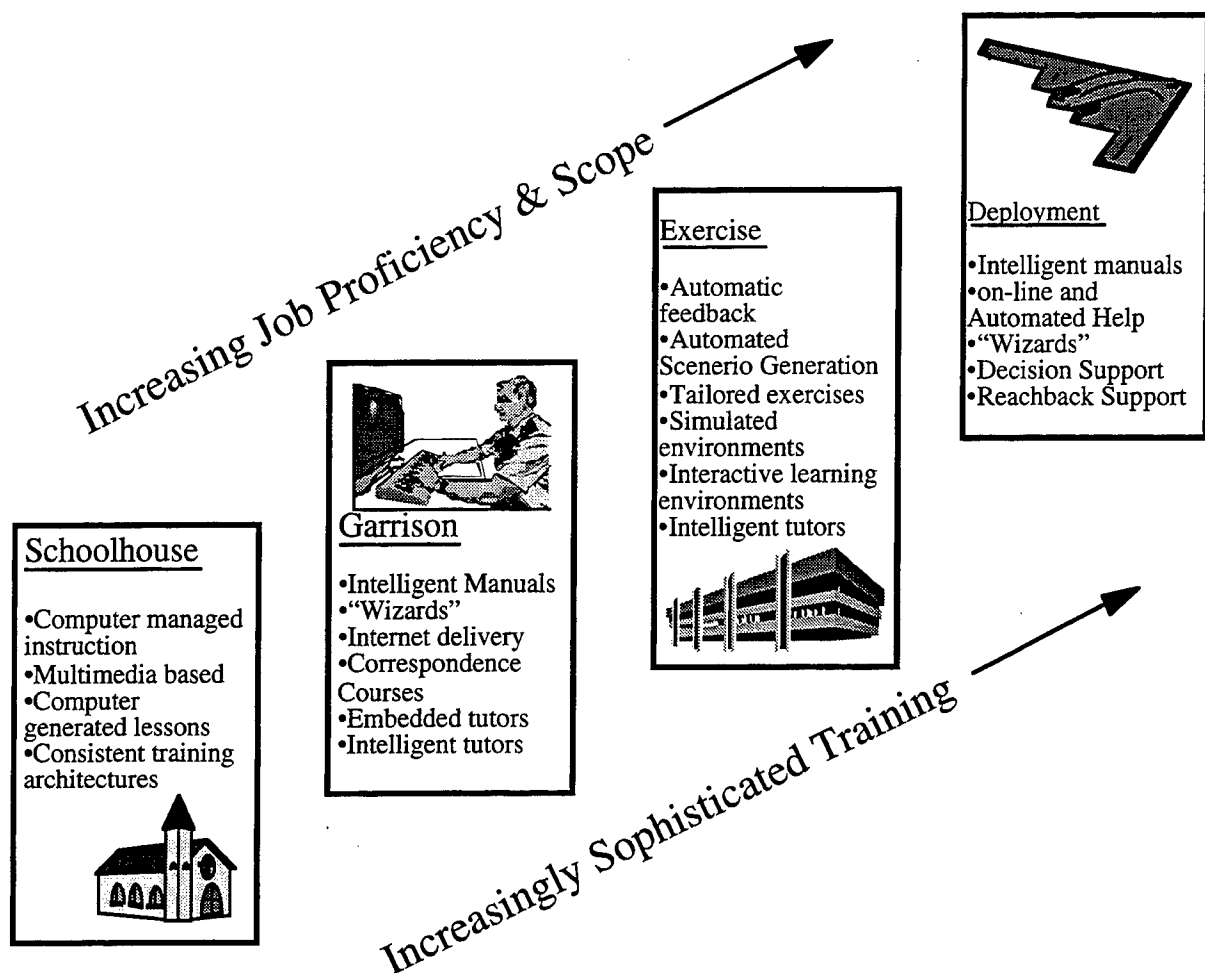 Increasing Job Proficiency & Scope
Schoolhouse
•Computer managed
instruction
•Multimedia based
•Computer
generated lessons
•Consistent training
architectures
Garrison
•Intelligent Manuals
•“Wizards”
•Internet delivery
•Correspondence
Courses
•Embedded tutors
•Intelligent tutors
Exercise
•Automatic
feedback
•Automated
Scenerio Generation
•Tailored exercises
•Simulated
environments
•Interactive learning
environments
•Intelligent tutors
Deployment
•Intelligent manuals
•on-line and
Automated Help
•“Wizards”
•Decision Support
•Reachback Support
Increasingly Sophisticated Training